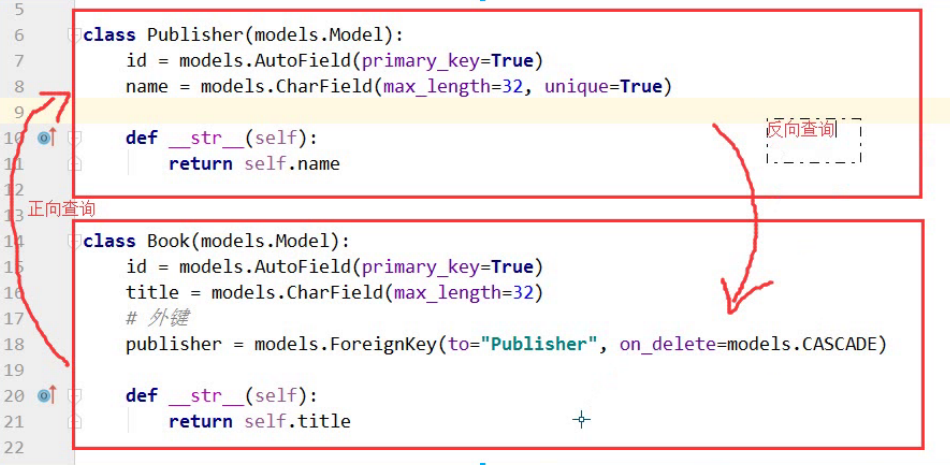 5
6 class Publisher(models.Model):
7 id = models.AutoField(primary_key=True)
8 name = models.CharField(max_length=32, unique=True)
9
反向查询
10 def __str__(self):
11 return self.name
12
13
正向查询
14 class Book(models.Model):
15 id = models.AutoField(primary_key=True)
16 title = models.CharField(max_length=32)
17 # 外键
18 publisher = models.ForeignKey(to="Publisher", on_delete=models.CASCADE)
19
20 def __str__(self):
21 return self.title
22